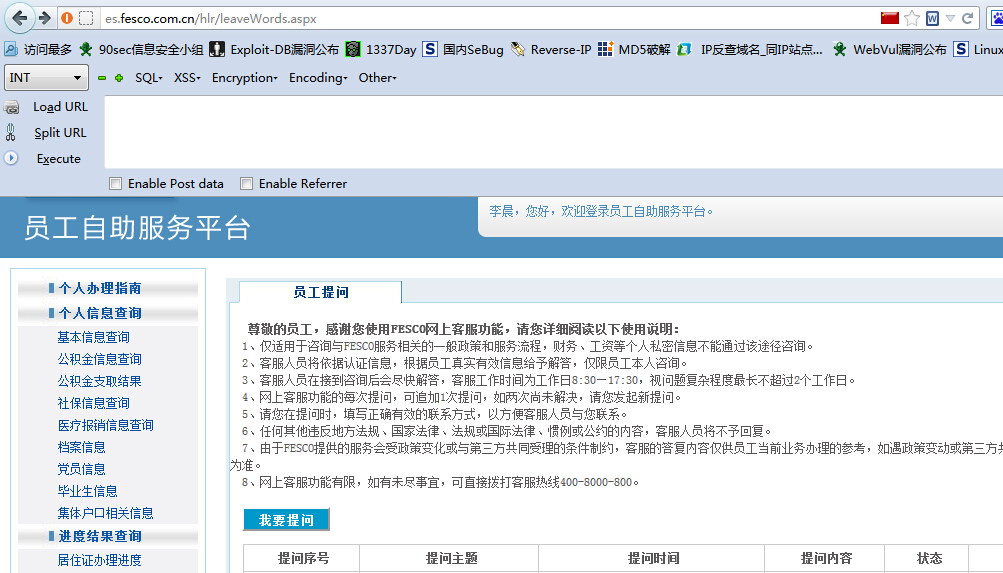 es.fesco.com.cn/hlr/leaveWords.aspx
访问最多 90sec信息安全小组 Exploit-DB漏洞公布 1337Day 国内SeBug Reverse-IP MD5破解 IP反查域名_同IP站点... WebVul漏洞公布 Linux
INT SQL- XSS- Encryption- Encoding- Other-
Load URL
Split URL
Execute
Enable Post data Enable Referrer
员工自助服务平台
李晨，您好，欢迎登录员工自助服务平台。
个人办理指南
个人信息查询
基本信息查询
公积金信息查询
公积金支取结果
社保信息查询
医疗报销信息查询
档案信息
党员信息
毕业生信息
集体户口相关信息
进度结果查询
居住证办理进度
员工提问
尊敬的员工，感谢您使用FESCO网上客服功能，请您详细阅读以下使用说明：
1、仅适用于咨询与FESCO服务相关的一般政策和服务流程，财务、工资等个人私密信息不能通过该途径咨询。
2、客服人员将依据认证信息，根据员工真实有效信息给予解答，仅限员工本人咨询。
3、客服人员在接到咨询后会尽快解答，客服工作时间为工作日8:30—17:30，视问题复杂程度最长不超过2个工作日。
4、网上客服功能的每次提问，可追加1次提问，如两次尚未解决，请您发起新提问。
5、请您在提问时，填写正确有效的联系方式，以方便客服人员与您联系。
6、任何其他违反地方法规、国家法律、法规或国际法律、惯例或公约的内容，客服人员将不予回复。
7、由于FESCO提供的服务会受政策变化或与第三方共同受理的条件制约，客服的答复内容仅供员工当前业务办理的参考，如遇政策变动或第三方共
为准。
8、网上客服功能有限，如有未尽事宜，可直接拨打客服热线400-8000-800。
我要提问
提问序号 提问主题 提问时间 提问内容 状态